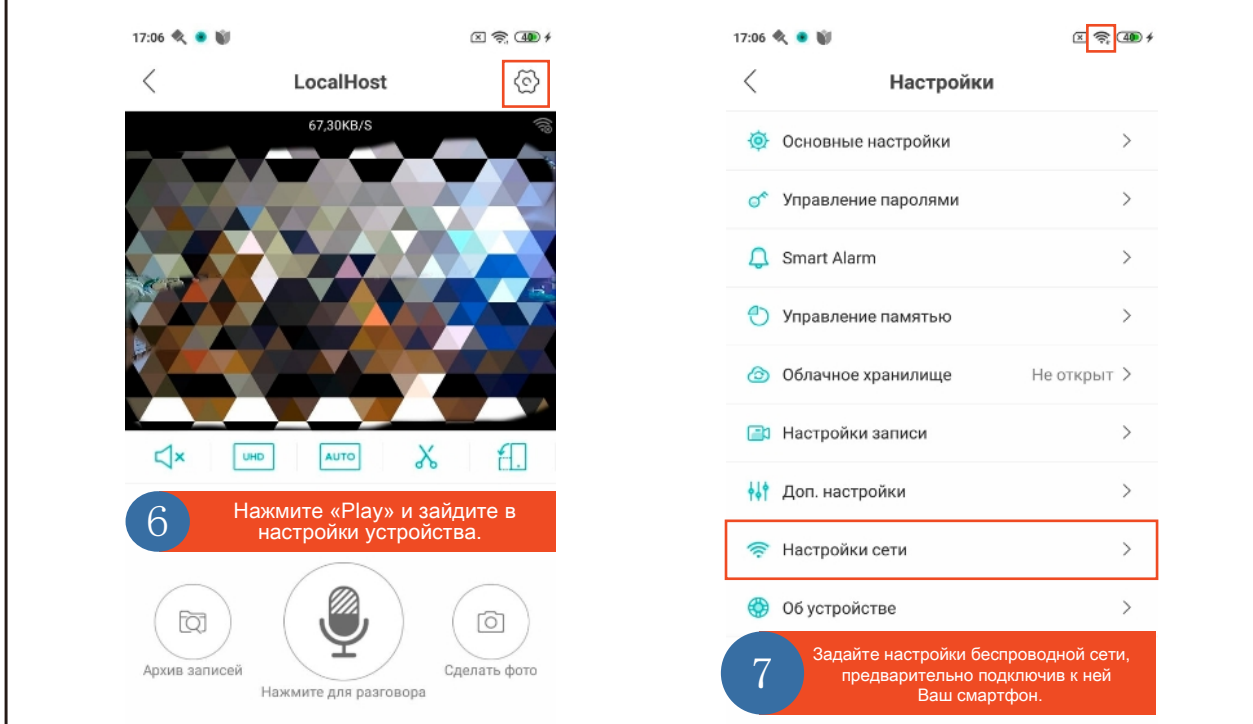 17:06
40
LocalHost
67,30KB/S
UHD
AUTO
6
Нажмите «Play» и зайдите в
настройки устройства.
Архив записей
Нажмите для разговора
Сделать фото
17:06
40
Настройки
Основные настройки
Управление паролями
Smart Alarm
Управление памятью
Облачное хранилище
Не открыт
Настройки записи
Доп. настройки
Настройки сети
Об устройстве
7
Задайте настройки беспроводной сети,
предварительно подключив к ней
Ваш смартфон.